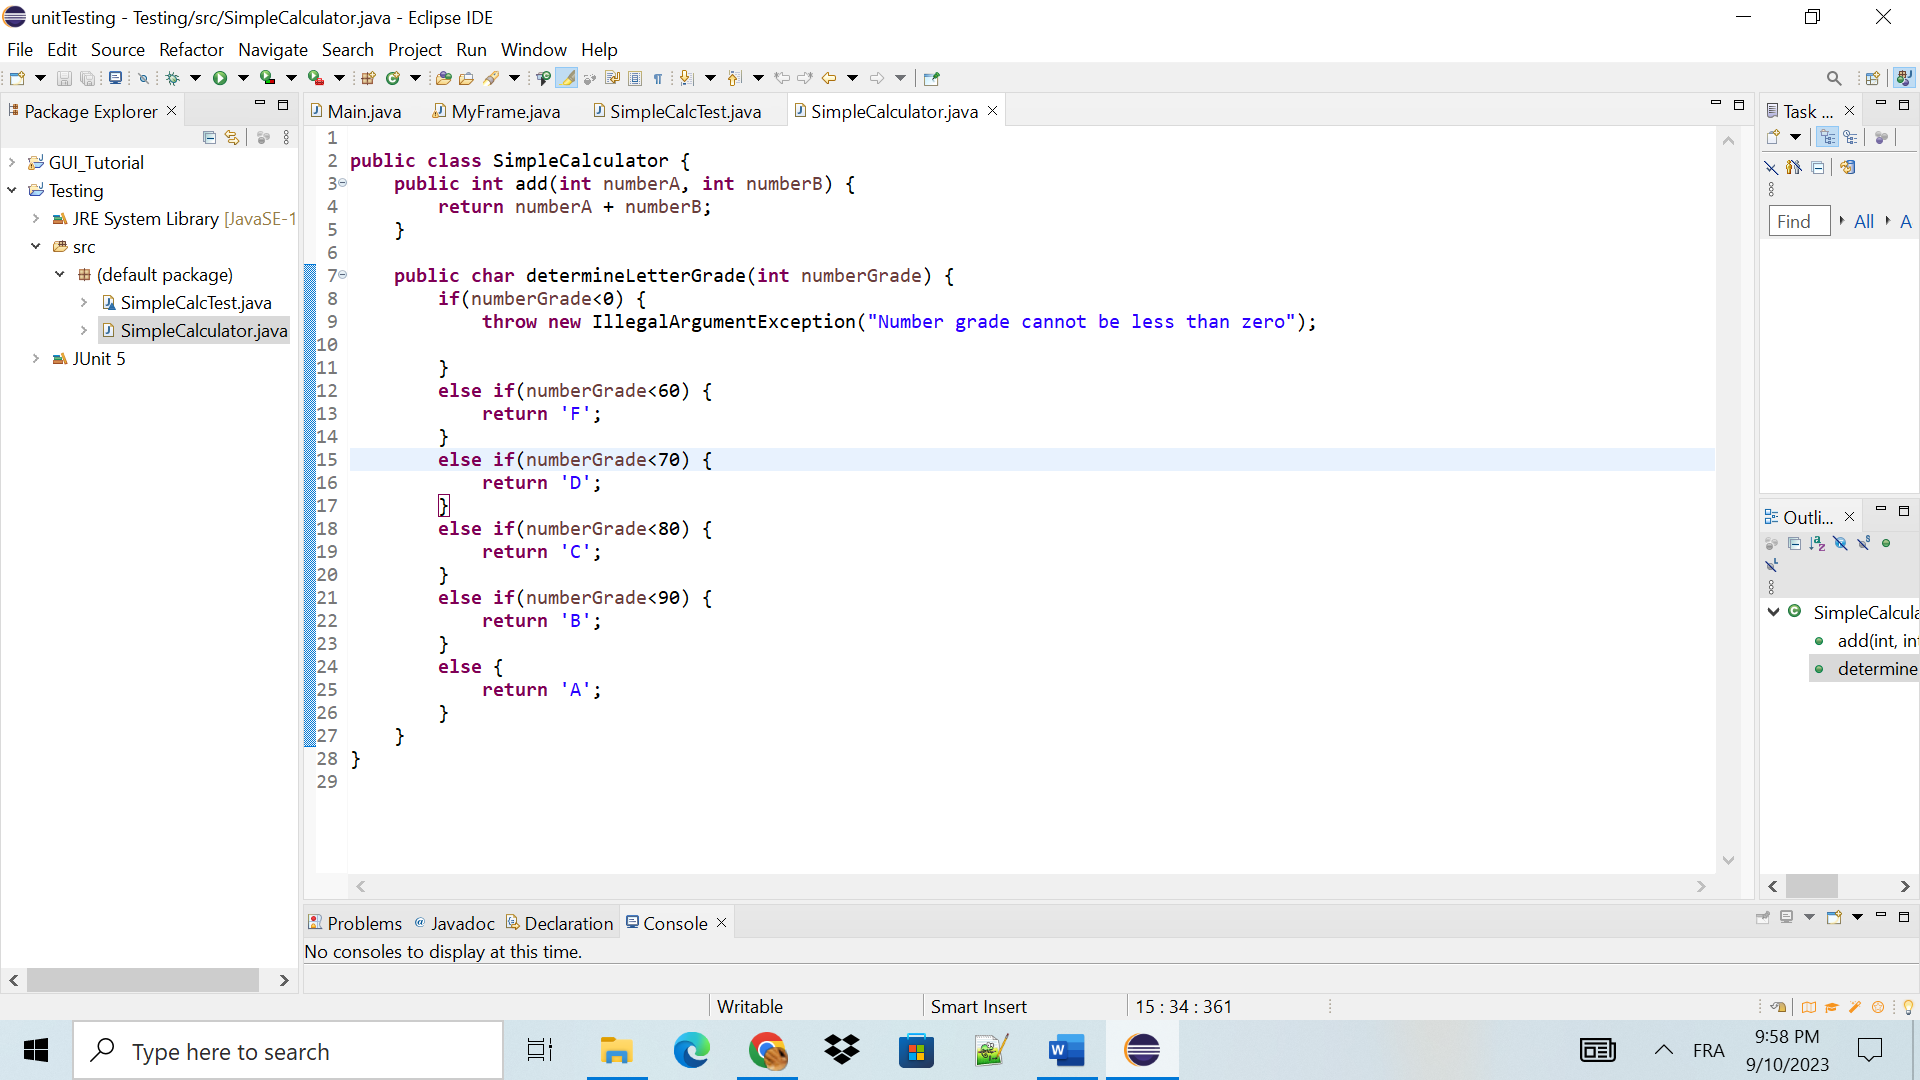 unitTesting - Testing/src/SimpleCalculator.java - Eclipse IDE
File Edit Source Refactor Navigate Search Project Run Window Help
Package Explorer
GUI_Tutorial
Testing
JRE System Library [JavaSE-1
src
(default package)
SimpleCalcTest.java
SimpleCalculator.java
JUnit 5
Main.java MyFrame.java SimpleCalcTest.java SimpleCalculator.java
1
2 public class SimpleCalculator {
3 public int add(int numberA, int numberB) {
4 return numberA + numberB;
5 }
6
7 public char determineLetterGrade(int numberGrade) {
8 if(numberGrade<0) {
9 throw new IllegalArgumentException("Number grade cannot be less than zero");
10
11 }
12 else if(numberGrade<60) {
13 return 'F';
14 }
15 else if(numberGrade<70) {
16 return 'D';
17 }
18 else if(numberGrade<80) {
19 return 'C';
20 }
21 else if(numberGrade<90) {
22 return 'B';
23 }
24 else {
25 return 'A';
26 }
27 }
28 }
29
Task ...
Find All A
Outli...
SimpleCalcula
add(int, in
determine
Problems @ Javadoc Declaration Console
No consoles to display at this time.
Writable Smart Insert 15 : 34 : 361
Type here to search
FRA
9:58 PM
9/10/2023